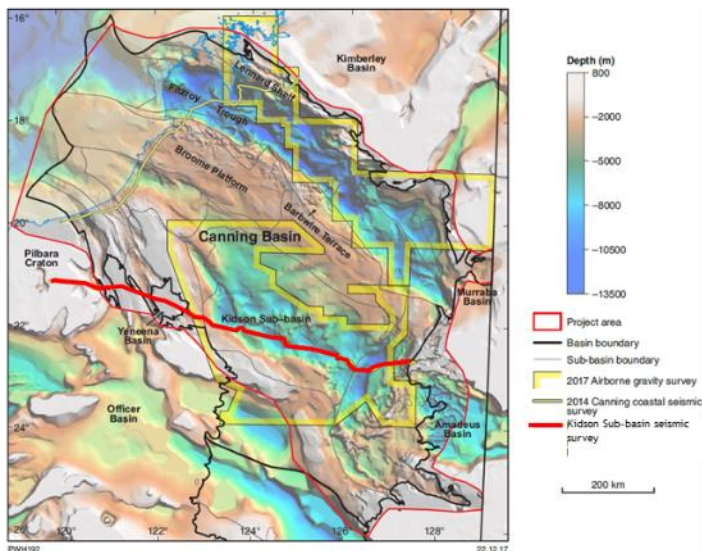 16°
18°
20°
22°
24°
26°
120°
122°
124°
126°
128°
Kimberley
Basin
Lennard Shelf
Fitzroy
Trough
Broome Platform
Barbwire Terrace
Canning Basin
Pilbara
Craton
Murraba
Basin
Kidson Sub-basin
Yeneena
Basin
Officer
Basin
Amadeus
Basin
PWH192
22.12.17
Depth (m)
800
−2000
−5000
−10500
−13500
Project area
Basin boundary
Sub-basin boundary
2017 Airborne gravity survey
2014 Canning coastal seismic
survey
Kidson Sub-basin seismic
survey
200 km